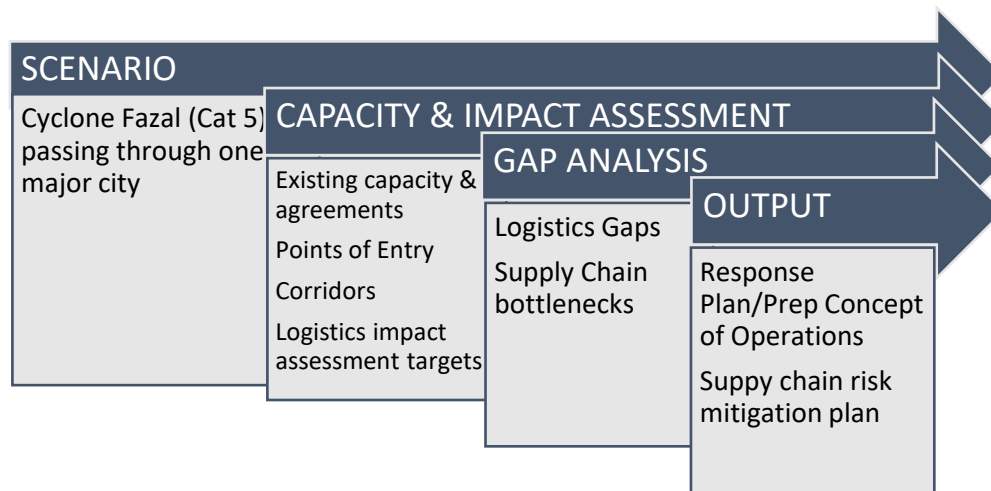 SCENARIO
Cyclone Fazal (Cat 5)
passing through one
major city
CAPACITY & IMPACT ASSESSMENT
Existing capacity &
agreements
Points of Entry
Corridors
Logistics impact
assessment targets
GAP ANALYSIS
Logistics Gaps
Supply Chain
bottlenecks
OUTPUT
Response
Plan/Prep Concept
of Operations
Suppy chain risk
mitigation plan